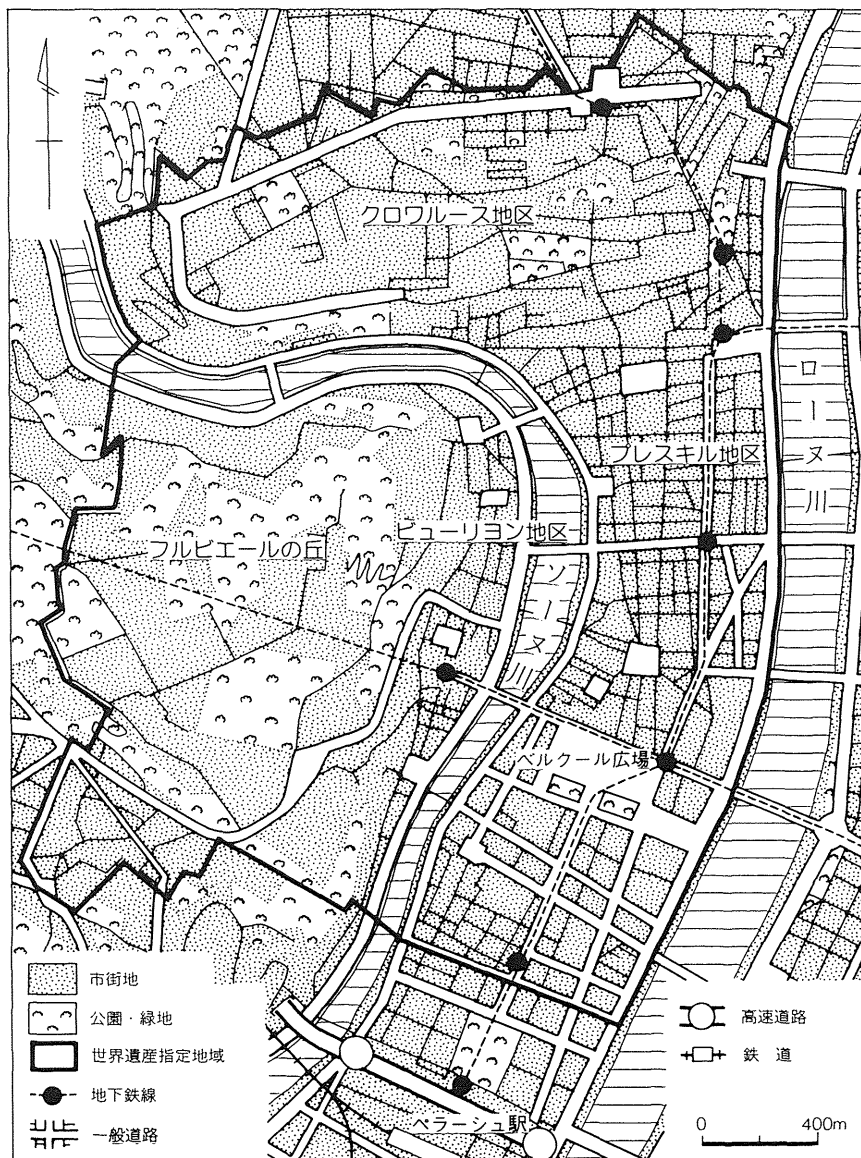 クロワルース地区
ローヌ川
プレスキル地区
ビューリヨン地区
フルビエールの丘
ソーヌ川
ベルクール広場
市街地
公園・緑地
世界遺産指定地域
地下鉄線
一般道路
高速道路
鉄道
ペラーシュ駅
0 400m